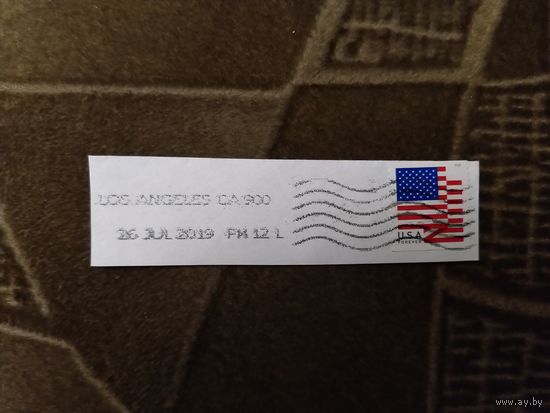 LOS ANGELES CA 900
26 JUL 2019 PM 12 L
USA
FOREVER
www.ay.by